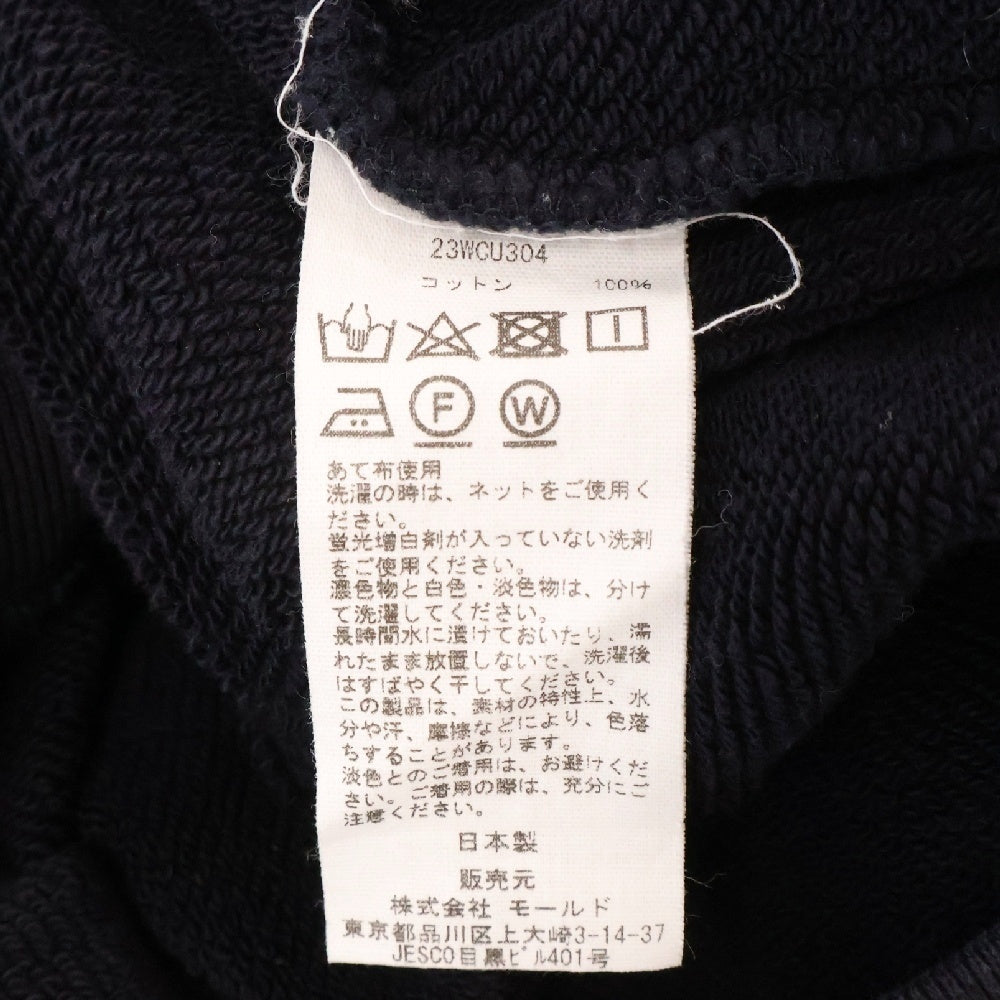 23WCU304
コットン 100%
F W
あて布使用
洗濯の時は、ネットをご使用く
ださい。
蛍光増白剤が入っていない洗剤
をご使用ください。
濃色物と白色・淡色物は、分け
て洗濯してください。
長時間水に漬けておいたり、濡
れたまま放置しないで、洗濯後
はすばやく干してください。
この製品は、素材の特性上、水
分や汗、摩擦などにより、色落
ちすることがあります。
淡色とのご着用は、お避けくだ
さい。ご着用の際は、充分にご
注意ください。
日本製
販売元
株式会社 モールド
東京都品川区上大崎3-14-37
JESCO目黒ビル401号